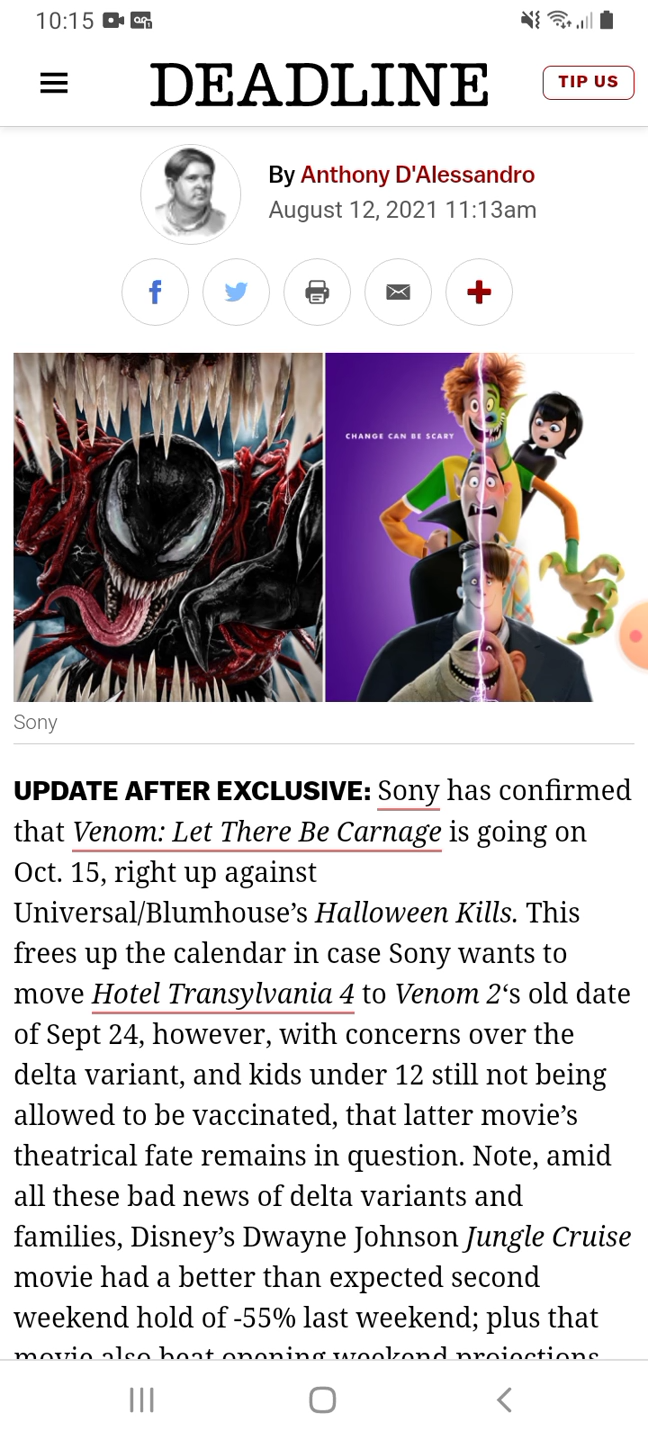 10:15
DEADLINE
TIP US
By Anthony D'Alessandro
August 12, 2021 11:13am
CHANGE CAN BE SCARY
Sony
UPDATE AFTER EXCLUSIVE: Sony has confirmed
that Venom: Let There Be Carnage is going on
Oct. 15, right up against
Universal/Blumhouse’s Halloween Kills. This
frees up the calendar in case Sony wants to
move Hotel Transylvania 4 to Venom 2‘s old date
of Sept 24, however, with concerns over the
delta variant, and kids under 12 still not being
allowed to be vaccinated, that latter movie’s
theatrical fate remains in question. Note, amid
all these bad news of delta variants and
families, Disney’s Dwayne Johnson Jungle Cruise
movie had a better than expected second
weekend hold of -55% last weekend; plus that
movie also beat opening weekend projections